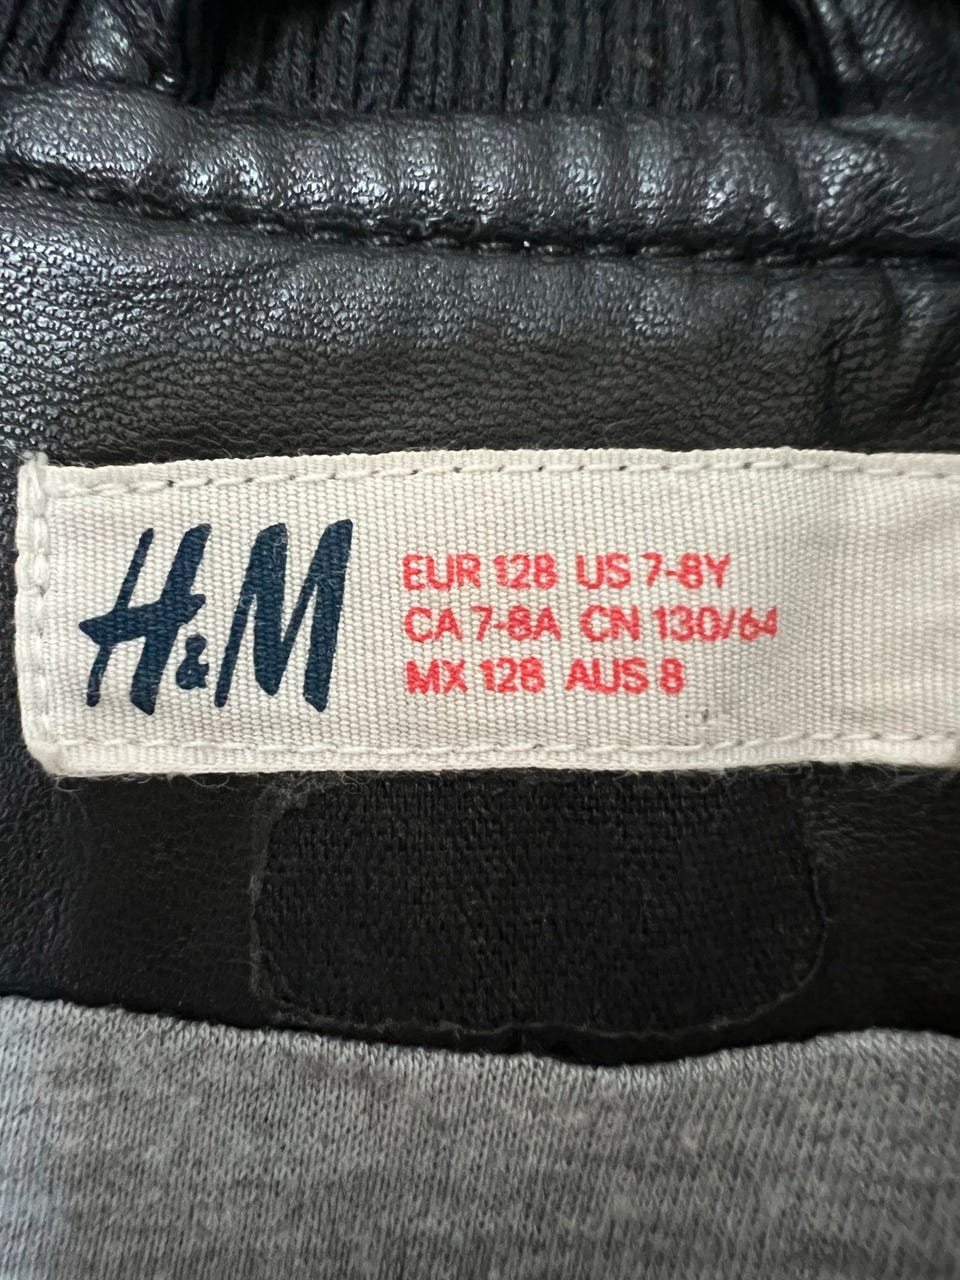 H&M
EUR 128 US 7-8Y
CA 7-8A CN 130/64
MX 128 AUS 8